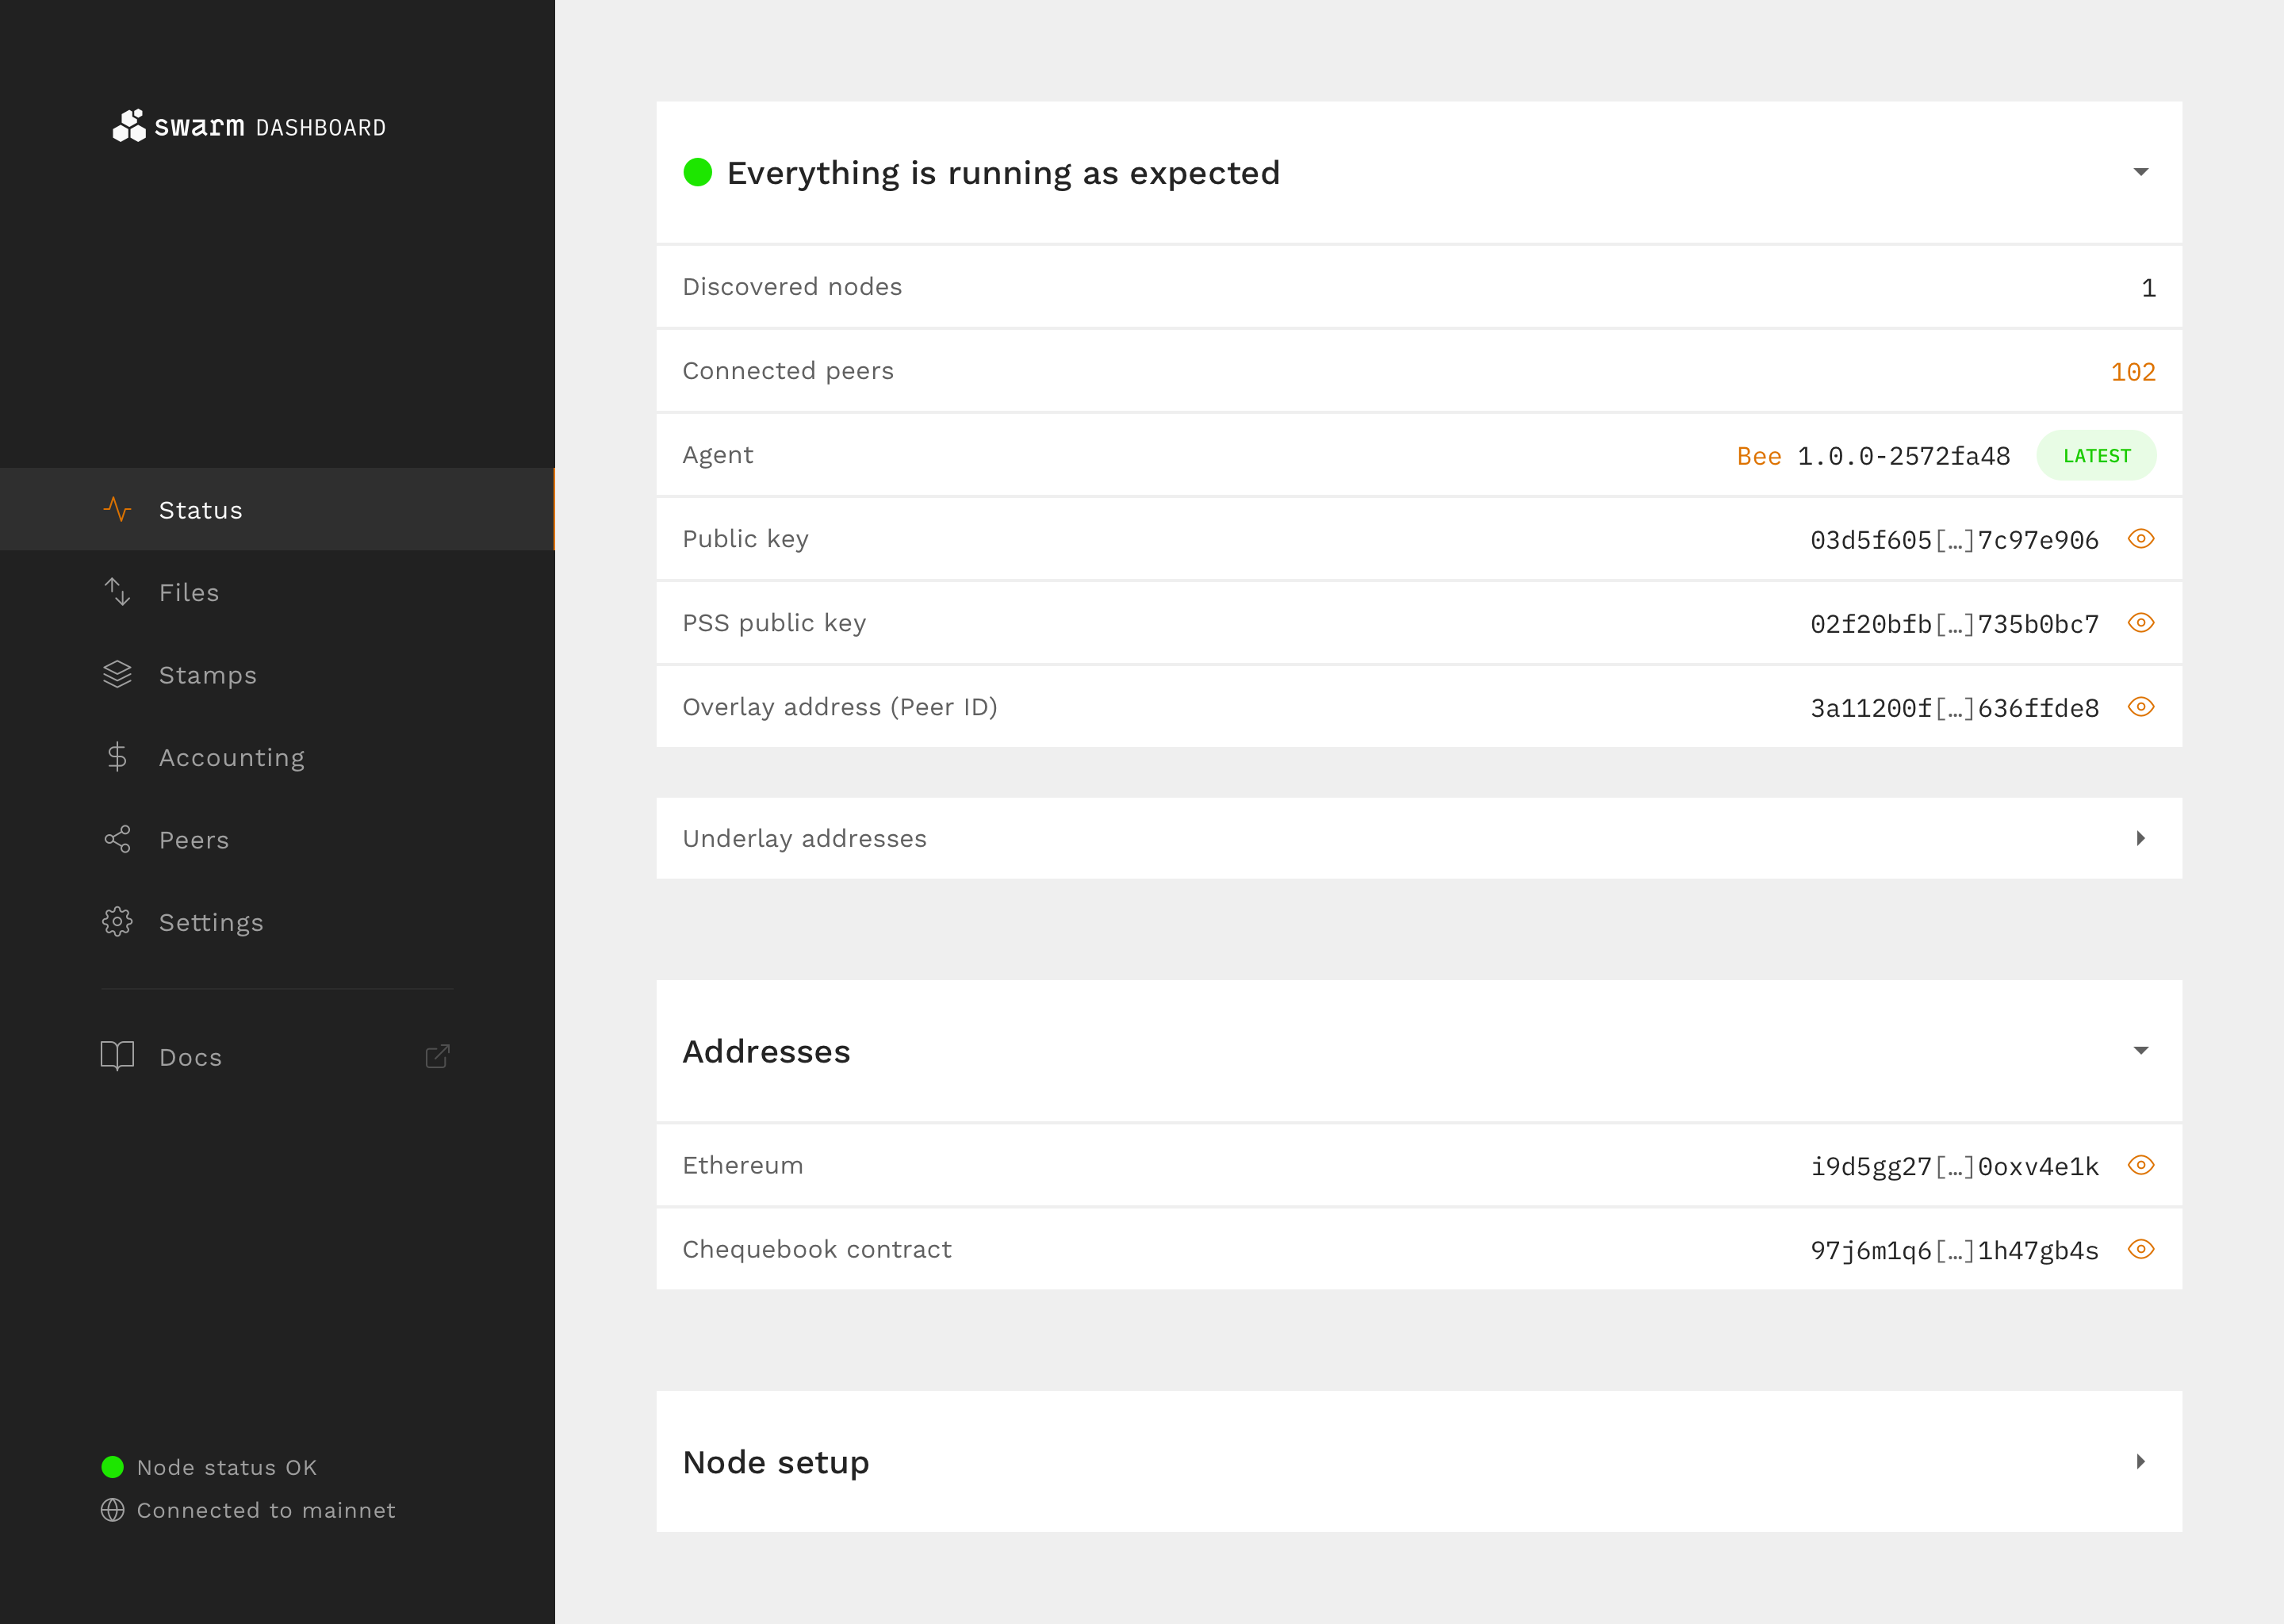 swarm DASHBOARD
Status
Files
Stamps
Accounting
Peers
Settings
Docs
Node status OK
Connected to mainnet
Everything is running as expected
Discovered nodes 1
Connected peers 102
Agent Bee 1.0.0-2572fa48 LATEST
Public key 03d5f605[…]7c97e906
PSS public key 02f20bfb[…]735b0bc7
Overlay address (Peer ID) 3a11200f[…]636ffde8
Underlay addresses
Addresses
Ethereum i9d5gg27[…]0oxv4e1k
Chequebook contract 97j6m1q6[…]1h47gb4s
Node setup